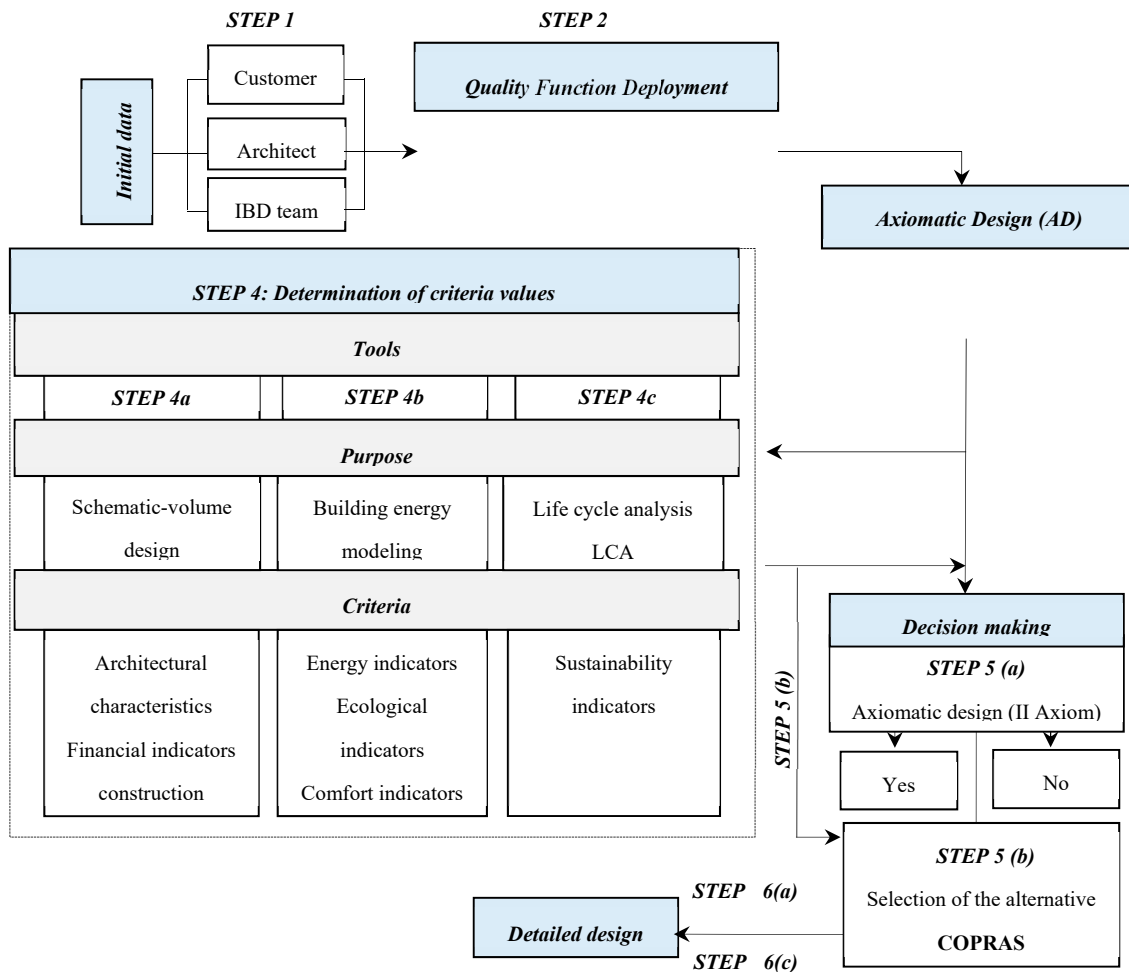 STEP 1
STEP 2
Initial data
Customer
Architect
IBD team
Quality Function Deployment
Axiomatic Design (AD)
STEP 4: Determination of criteria values
Tools
STEP 4a
STEP 4b
STEP 4c
Purpose
Schematic-volume
design
Building energy
modeling
Life cycle analysis
LCA
Criteria
Architectural
characteristics
Financial indicators
construction
Energy indicators
Ecological
indicators
Comfort indicators
Sustainability
indicators
STEP 5 (b)
Decision making
STEP 5 (a)
Axiomatic design (II Axiom)
Yes
No
STEP 5 (b)
Selection of the alternative
COPRAS
STEP 6(a)
Detailed design
STEP 6(c)